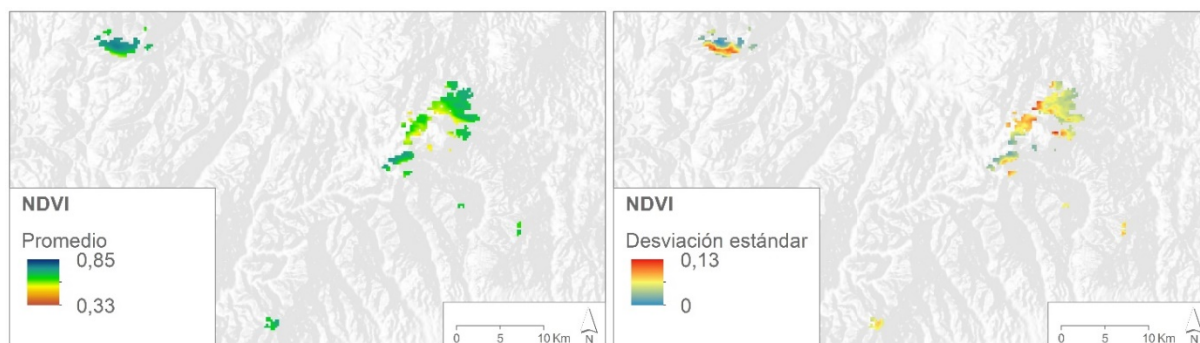 NDVI
Promedio
0,85
0,33
0 5 10 Km
N
NDVI
Desviación estándar
0,13
0
0 5 10 Km
N